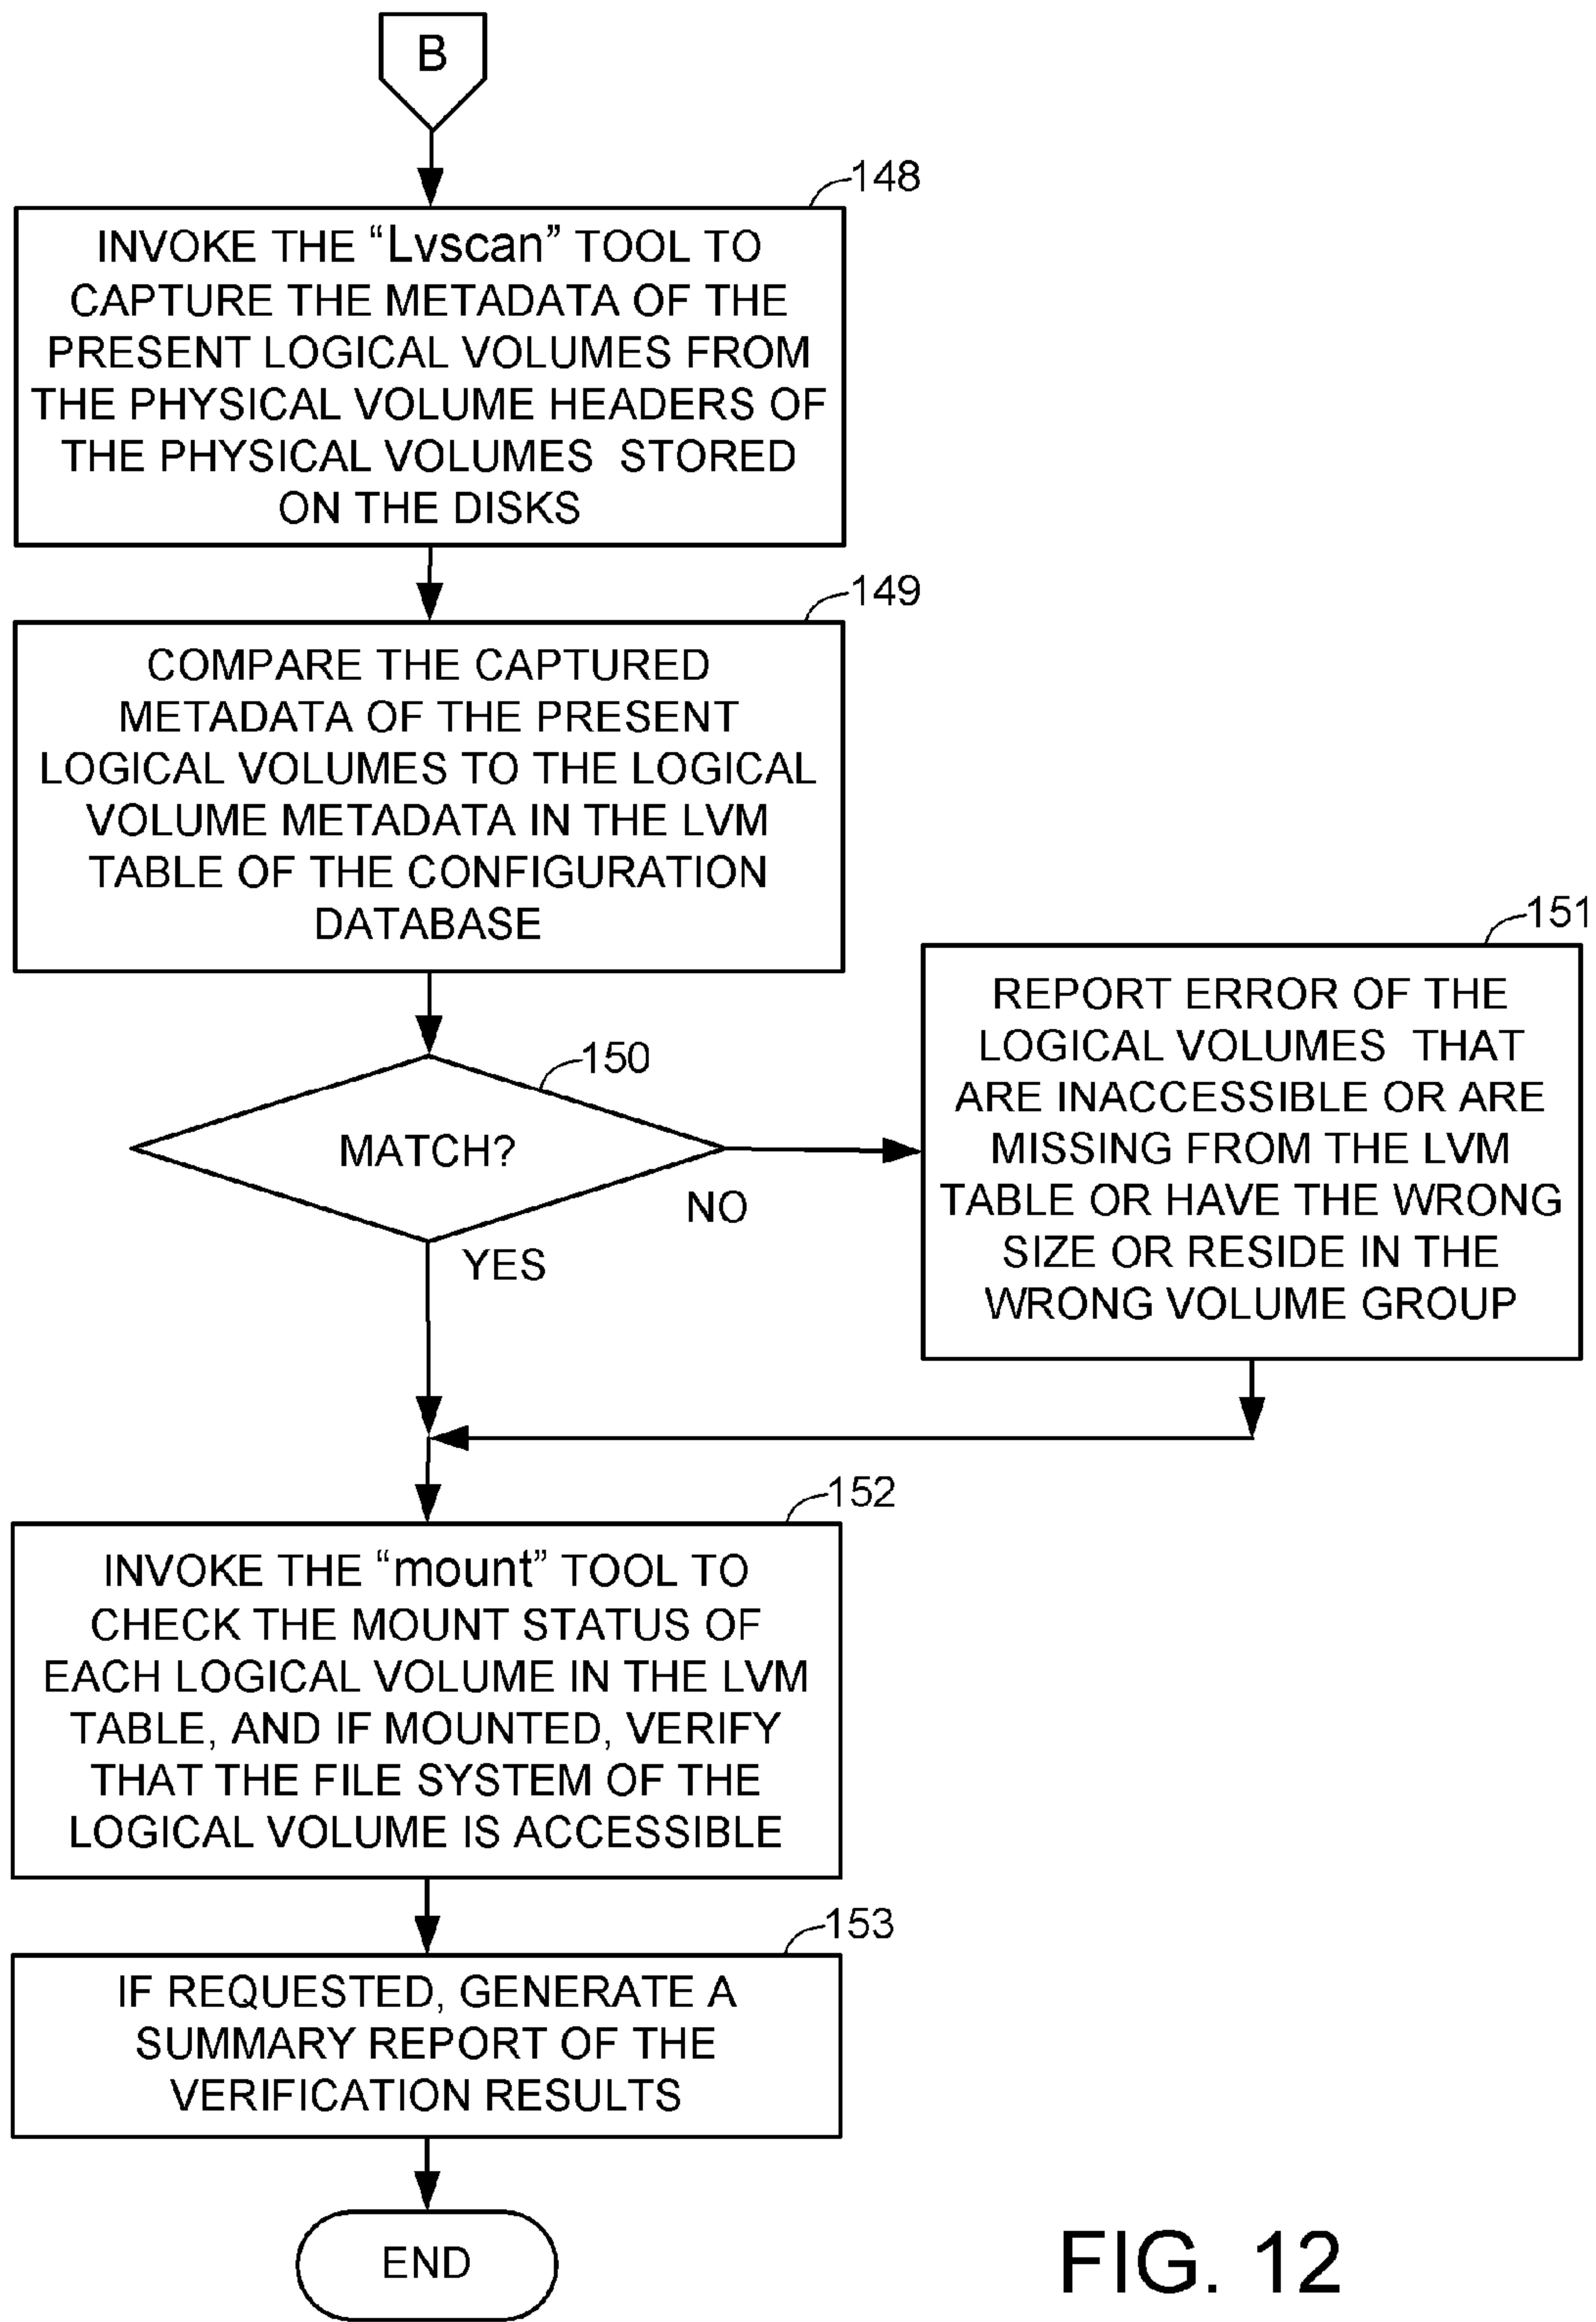 B
148
INVOKE THE “Lvscan” TOOL TO
CAPTURE THE METADATA OF THE
PRESENT LOGICAL VOLUMES FROM
THE PHYSICAL VOLUME HEADERS OF
THE PHYSICAL VOLUMES STORED
ON THE DISKS
149
COMPARE THE CAPTURED
METADATA OF THE PRESENT
LOGICAL VOLUMES TO THE LOGICAL
VOLUME METADATA IN THE LVM
TABLE OF THE CONFIGURATION
DATABASE
150
MATCH?
NO
YES
151
REPORT ERROR OF THE
LOGICAL VOLUMES THAT
ARE INACCESSIBLE OR ARE
MISSING FROM THE LVM
TABLE OR HAVE THE WRONG
SIZE OR RESIDE IN THE
WRONG VOLUME GROUP
152
INVOKE THE “mount” TOOL TO
CHECK THE MOUNT STATUS OF
EACH LOGICAL VOLUME IN THE LVM
TABLE, AND IF MOUNTED, VERIFY
THAT THE FILE SYSTEM OF THE
LOGICAL VOLUME IS ACCESSIBLE
153
IF REQUESTED, GENERATE A
SUMMARY REPORT OF THE
VERIFICATION RESULTS
END
FIG. 12